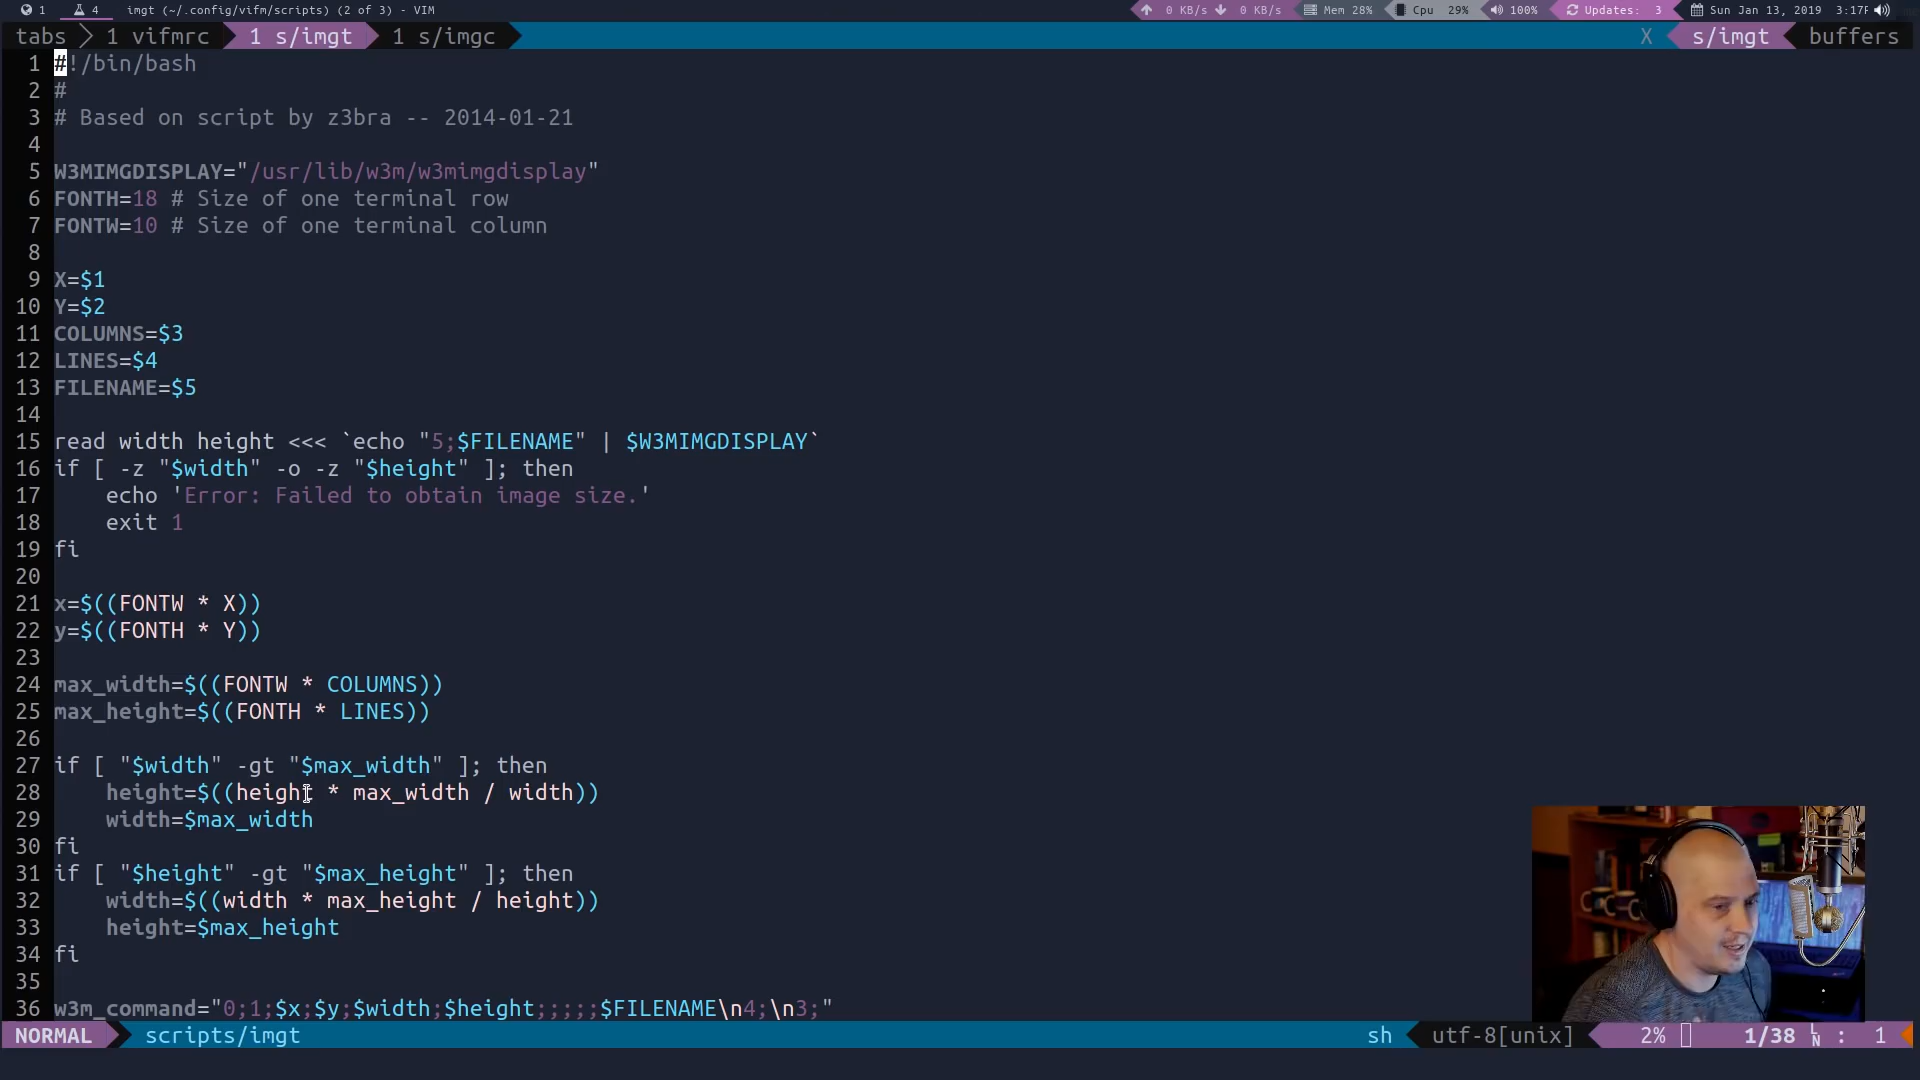 1 4 imgt (~/.config/vifm/scripts) (2 of 3) - VIM 0 KB/s 0 KB/s Mem 28% Cpu 29% 100% Updates: 3 Sun Jan 13, 2019 3:17
tabs 1 vifmrc 1 s/imgt 1 s/imgc X s/imgt buffers
1 #!/bin/bash
2 #
3 # Based on script by z3bra -- 2014-01-21
4
5 W3MIMGDISPLAY="/usr/lib/w3m/w3mimgdisplay"
6 FONTH=18 # Size of one terminal row
7 FONTW=10 # Size of one terminal column
8
9 X=$1
10 Y=$2
11 COLUMNS=$3
12 LINES=$4
13 FILENAME=$5
14
15 read width height <<< `echo "5;$FILENAME" | $W3MIMGDISPLAY`
16 if [ -z "$width" -o -z "$height" ]; then
17     echo 'Error: Failed to obtain image size.'
18     exit 1
19 fi
20
21 x=$((FONTW * X))
22 y=$((FONTH * Y))
23
24 max_width=$((FONTW * COLUMNS))
25 max_height=$((FONTH * LINES))
26
27 if [ "$width" -gt "$max_width" ]; then
28     height=$((height * max_width / width))
29     width=$max_width
30 fi
31 if [ "$height" -gt "$max_height" ]; then
32     width=$((width * max_height / height))
33     height=$max_height
34 fi
35
36 w3m_command="0;1;$x;$y;$width;$height;;;;;$FILENAME\n4;\n3;"
NORMAL scripts/imgt sh utf-8[unix] 2% 1/38 LN : 1